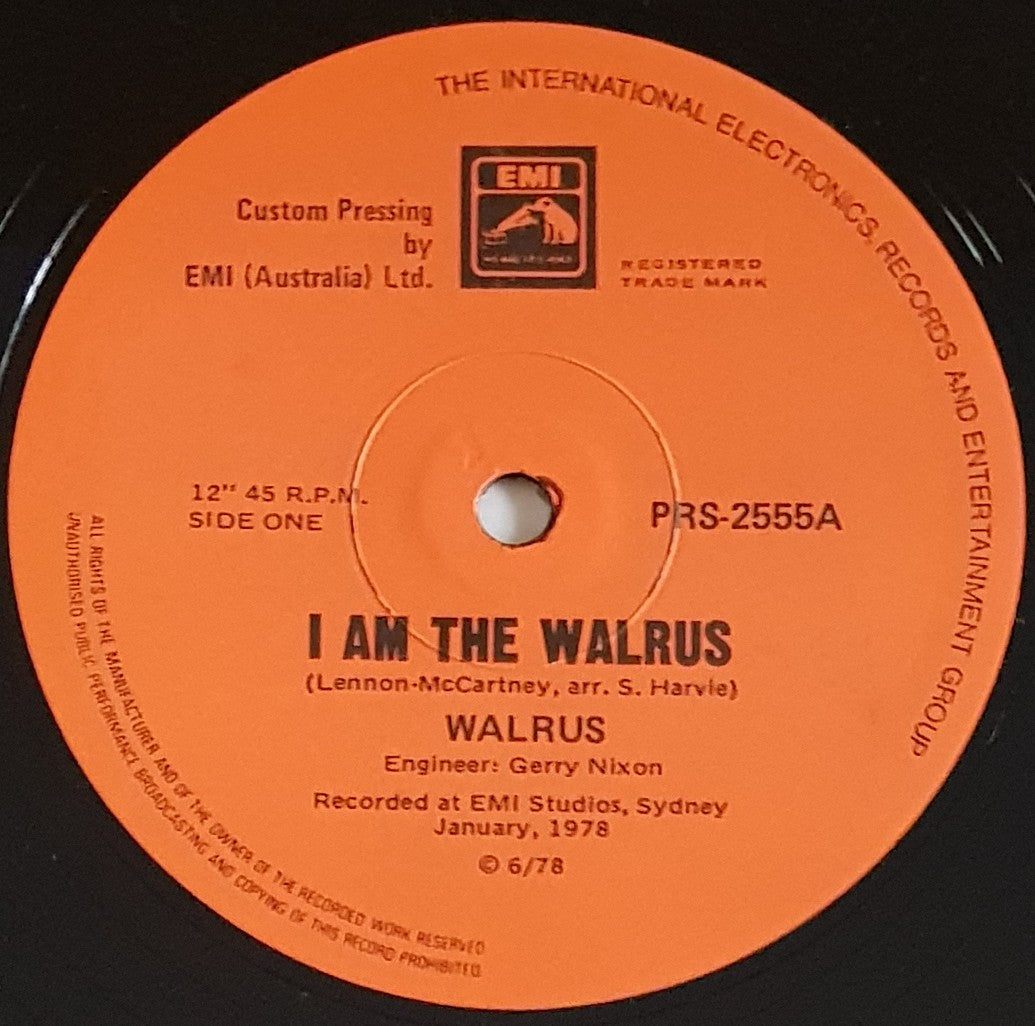 THE INTERNATIONAL ELECTRONICS, RECORDS AND ENTERTAINMENT GROUP
EMI
Custom Pressing
by
EMI (Australia) Ltd.
REGISTERED
TRADE MARK
12" 45 R.P.M.
SIDE ONE
PRS-2555A
I AM THE WALRUS
(Lennon-McCartney, arr. S. Harvie)
WALRUS
Engineer: Gerry Nixon
Recorded at EMI Studios, Sydney
January, 1978
© 6/78
ALL RIGHTS OF THE MANUFACTURER AND OF THE OWNER OF THE RECORDED WORK RESERVED
UNAUTHORISED PUBLIC PERFORMANCE BROADCASTING AND COPYING OF THIS RECORD PROHIBITED